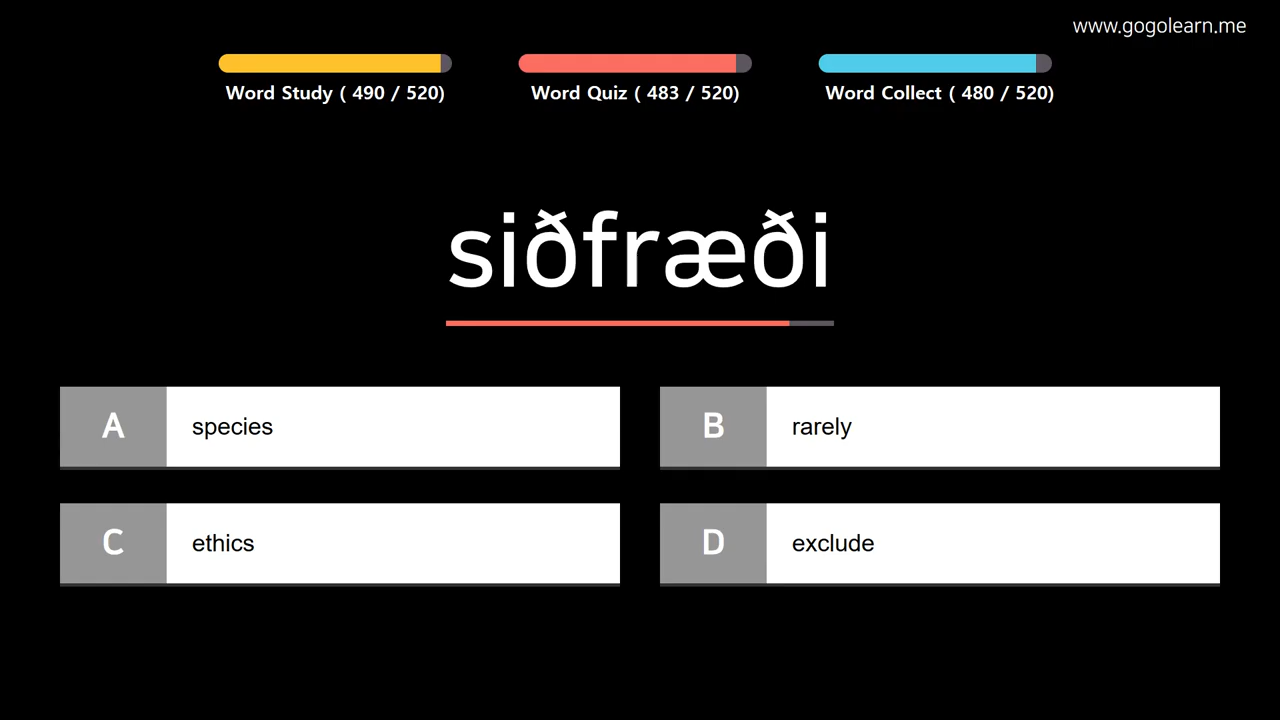 www.gogolearn.me
Word Study ( 490 / 520)
Word Quiz ( 483 / 520)
Word Collect ( 480 / 520)
siðfræði
A species
B rarely
C ethics
D exclude